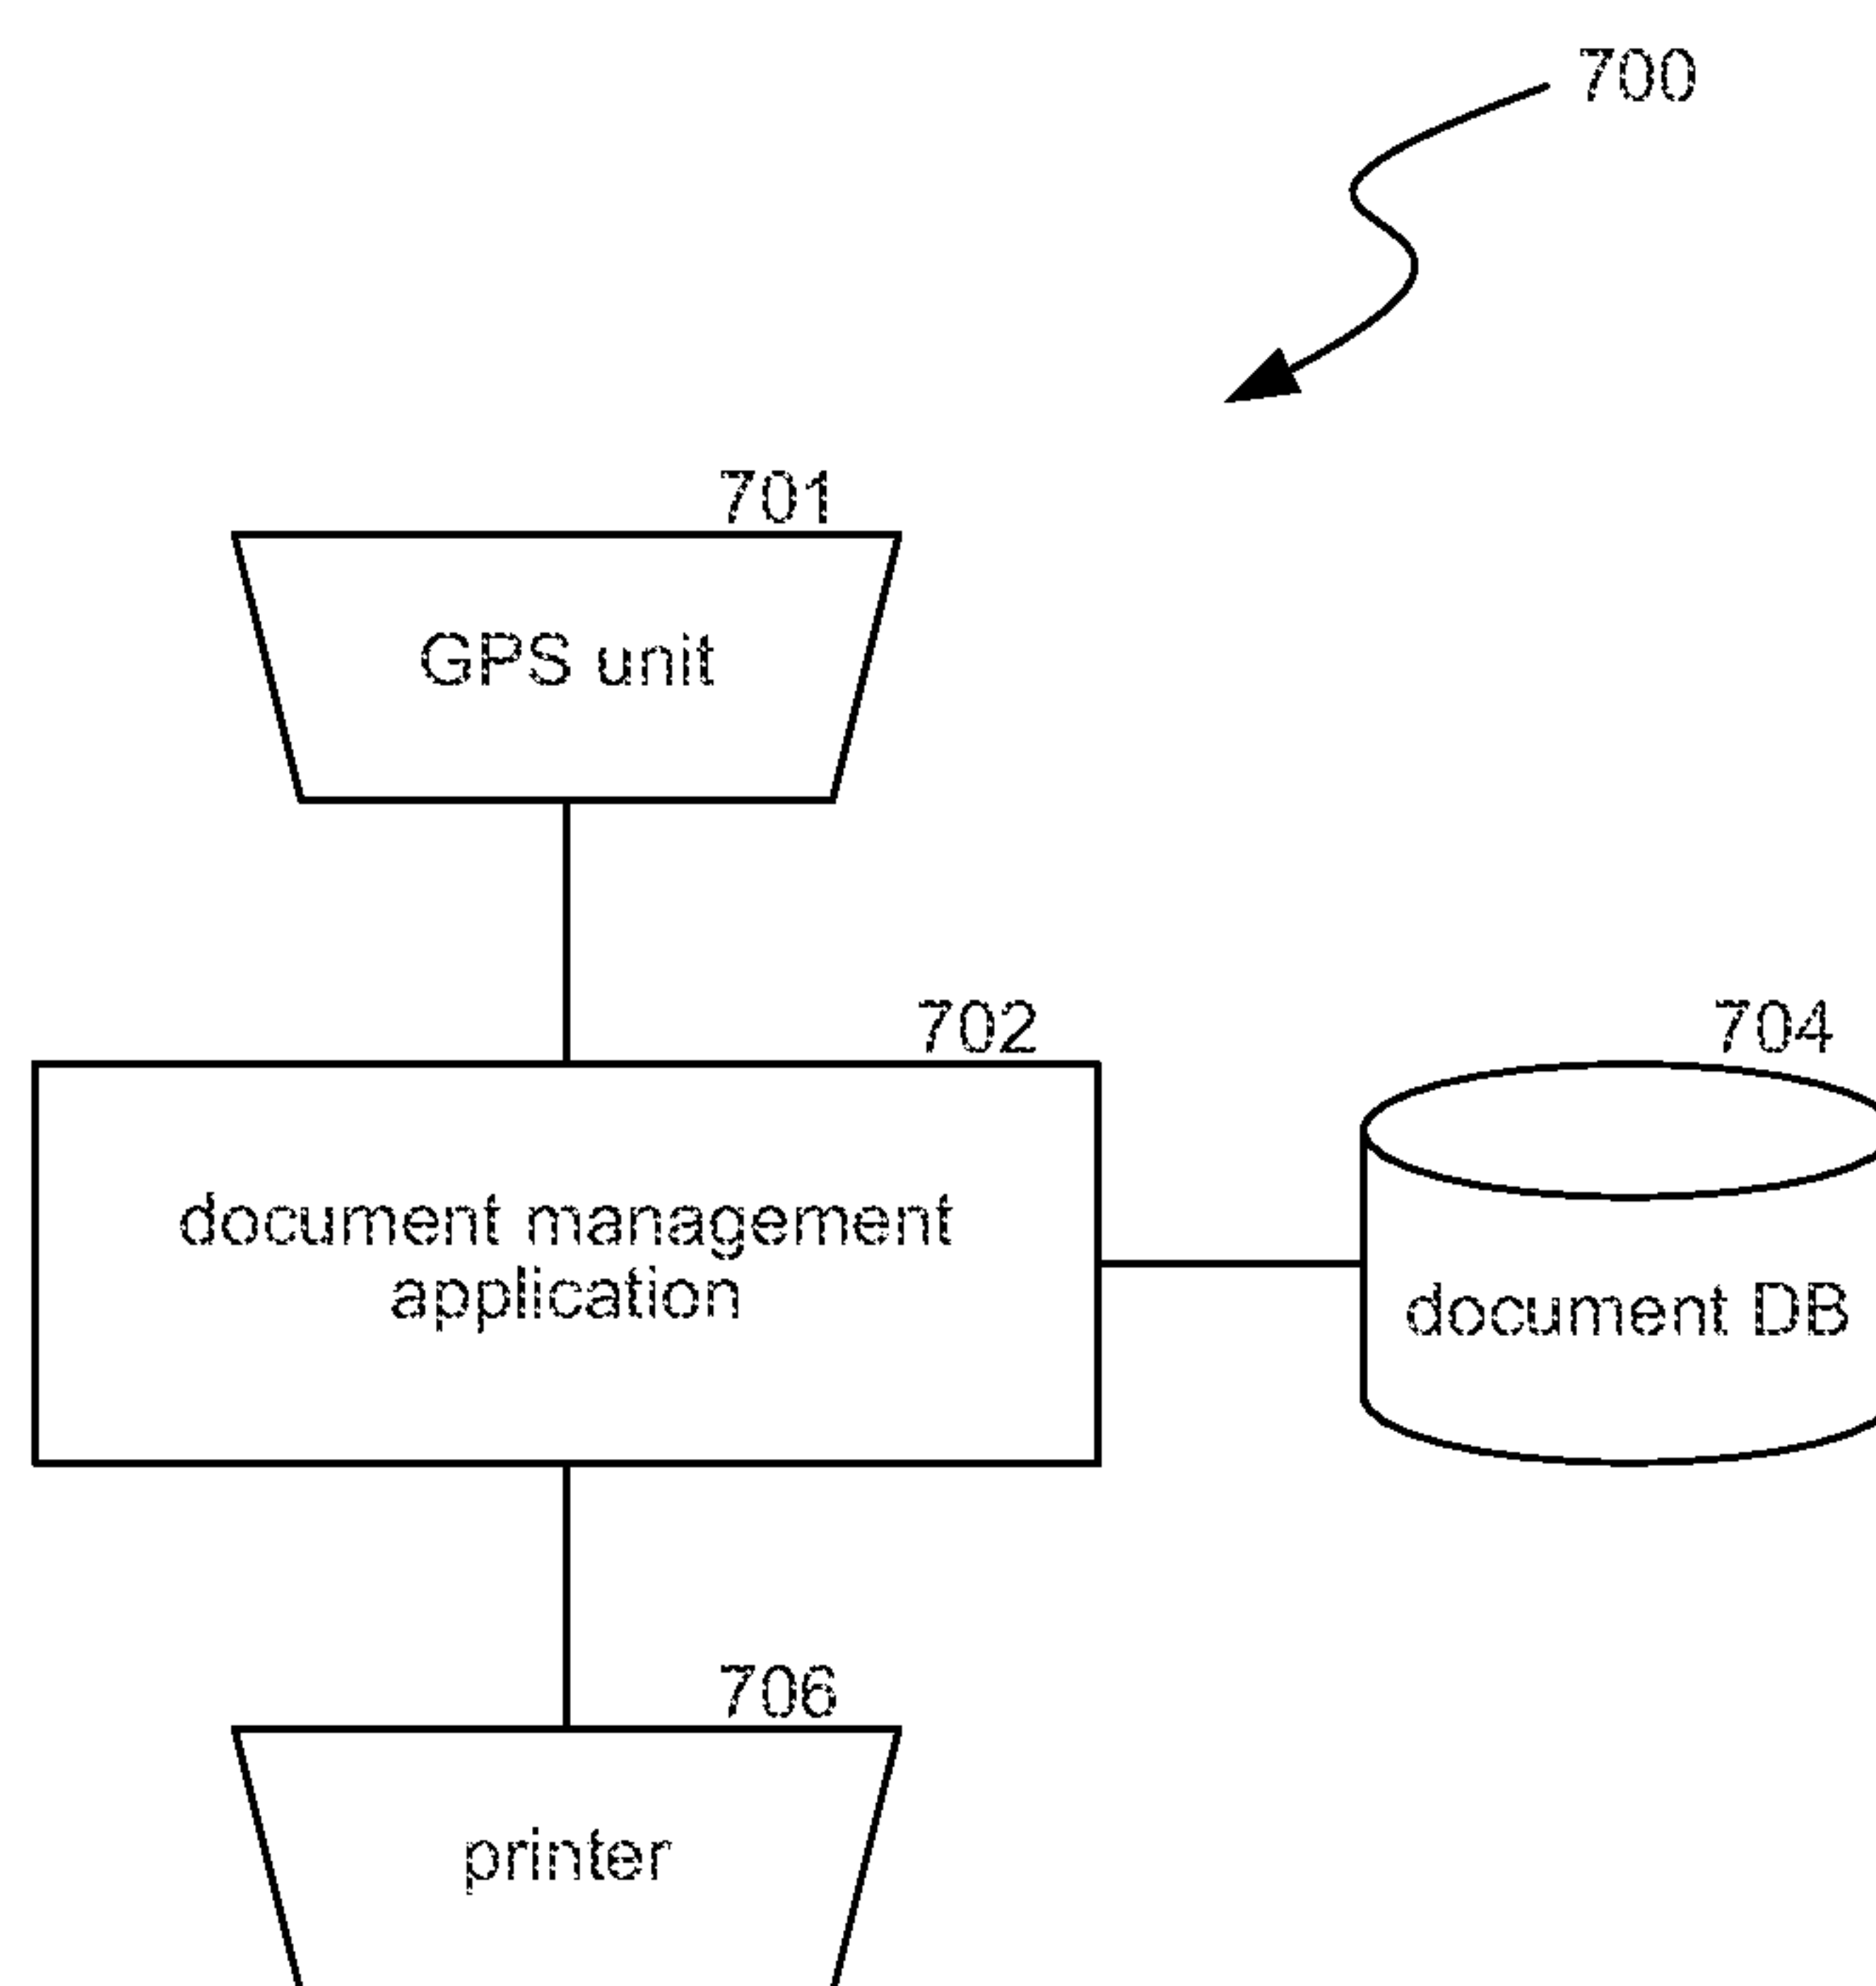 700
701
GPS unit
702
704
document management
application
document DB
706
printer